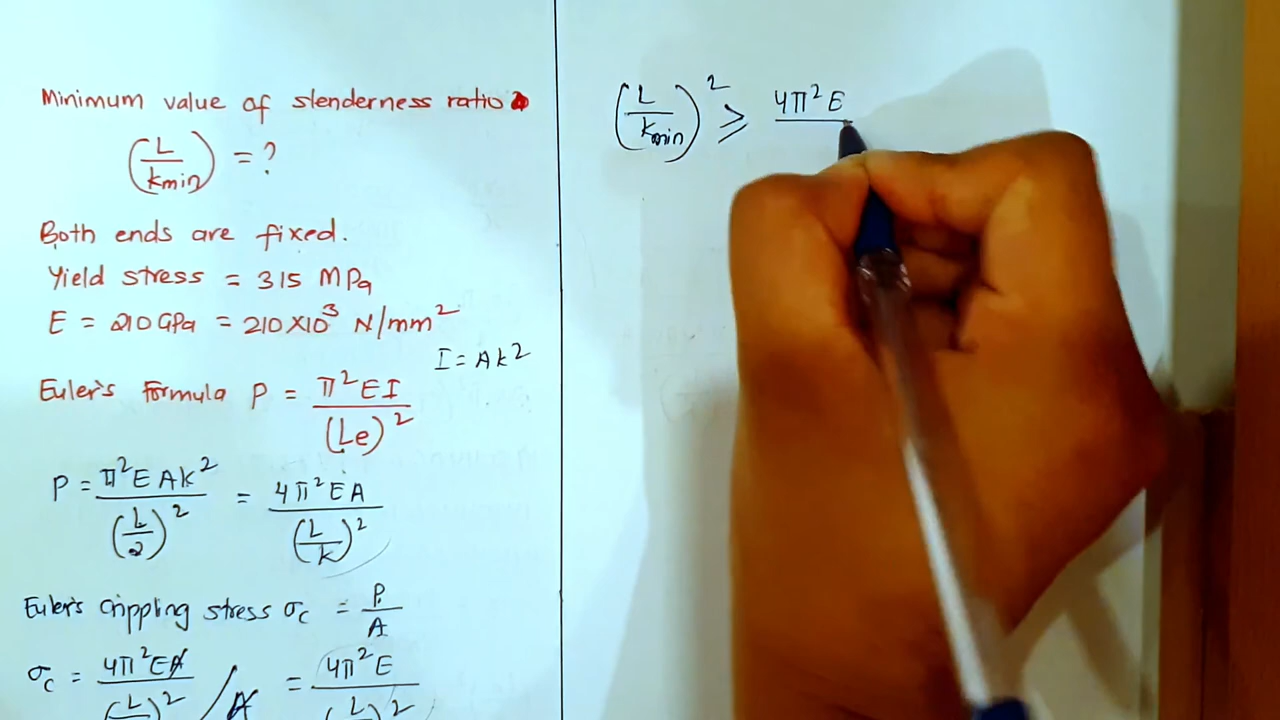 Minimum value of slenderness ratio
(L/kmin) = ?
Both ends are fixed.
Yield stress = 315 MPa
E = 210 GPa = 210×10³ N/mm²
I = Ak²
Euler's Formula P = π²EI/(Le)²
P = π²EAk²/(L/2)² = 4π²EA/(L/k)²
Euler's crippling stress σc = P/A
σc = 4π²EA/(L/)² / A = 4π²E/(L/)²
(L/kmin)² ⩾ 4π²E